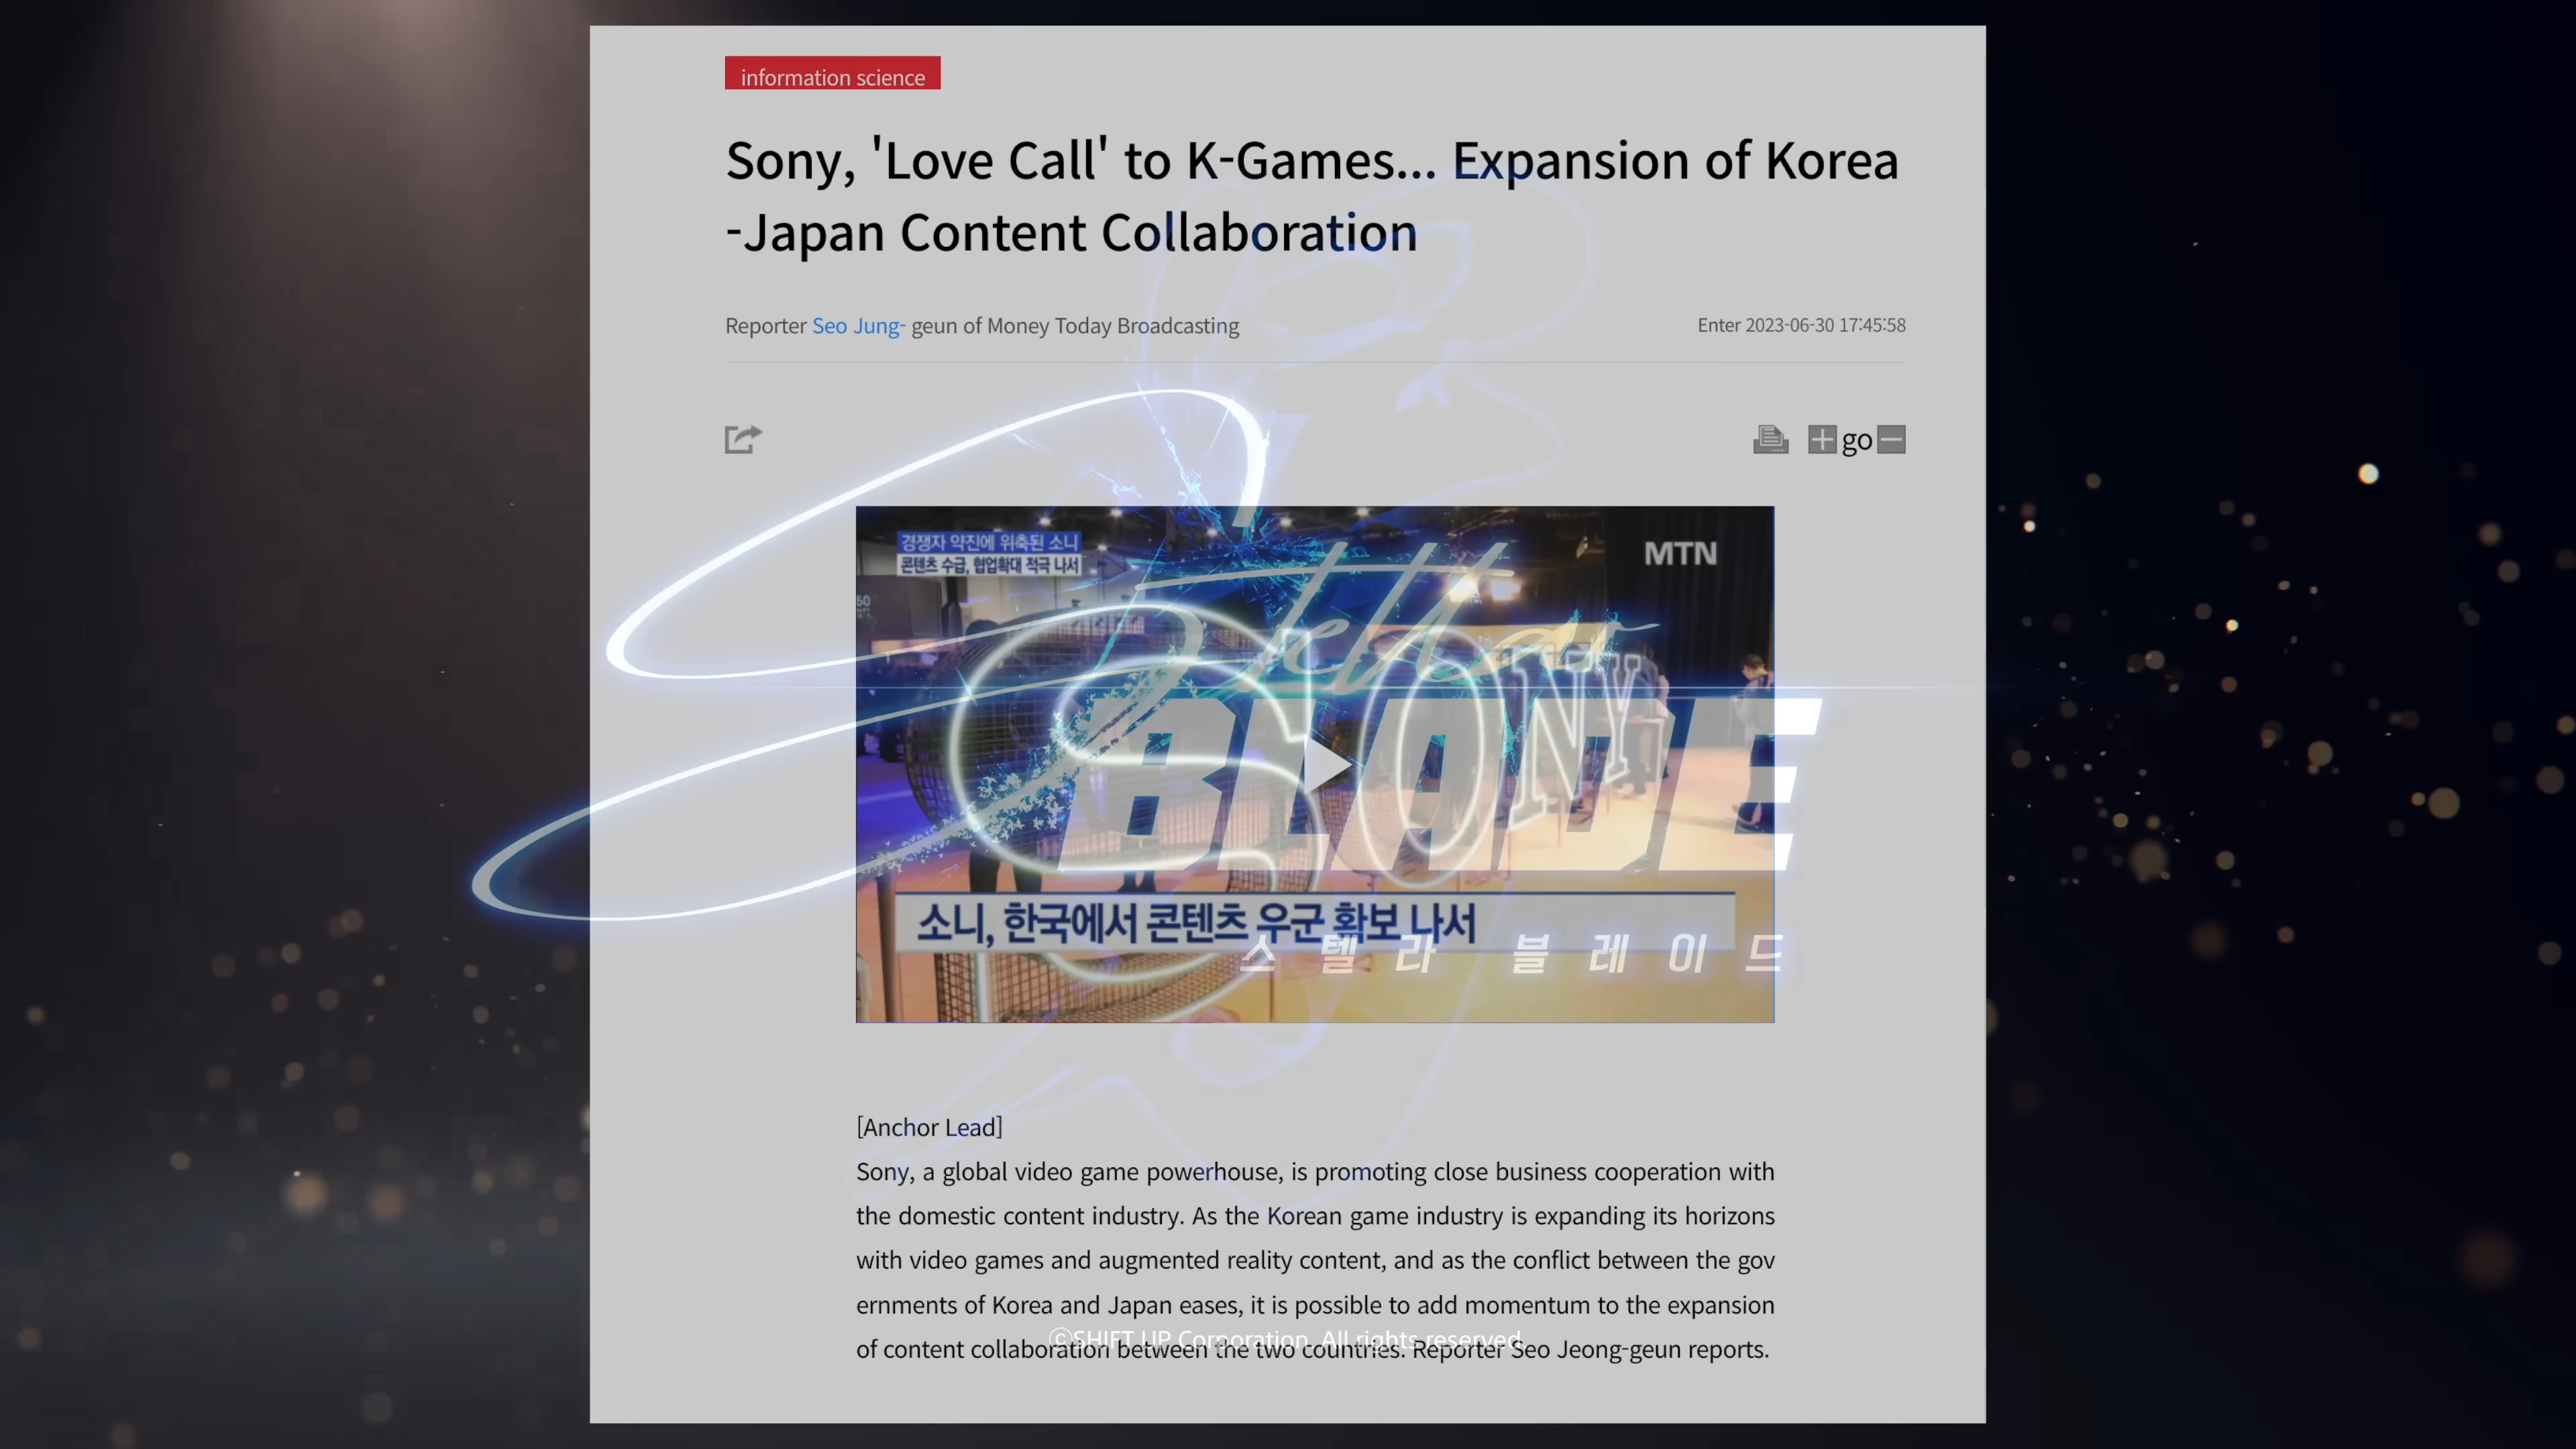 information science
Sony, 'Love Call' to K-Games... Expansion of Korea
-Japan Content Collaboration
Reporter Seo Jung- geun of Money Today Broadcasting
Enter 2023-06-30 17:45:58
go
경쟁자 약진에 위축된 소니
콘텐츠 수급, 협업확대 적극 나서
MTN
Stellar
SONY
BLADE
소니, 한국에서 콘텐츠 우군 확보 나서
스텔라 블레이드
[Anchor Lead]
Sony, a global video game powerhouse, is promoting close business cooperation with
the domestic content industry. As the Korean game industry is expanding its horizons
with video games and augmented reality content, and as the conflict between the gov
ernments of Korea and Japan eases, it is possible to add momentum to the expansion
ⓒSHIFT UP Corporation. All rights reserved.
of content collaboration between the two countries. Reporter Seo Jeong-geun reports.